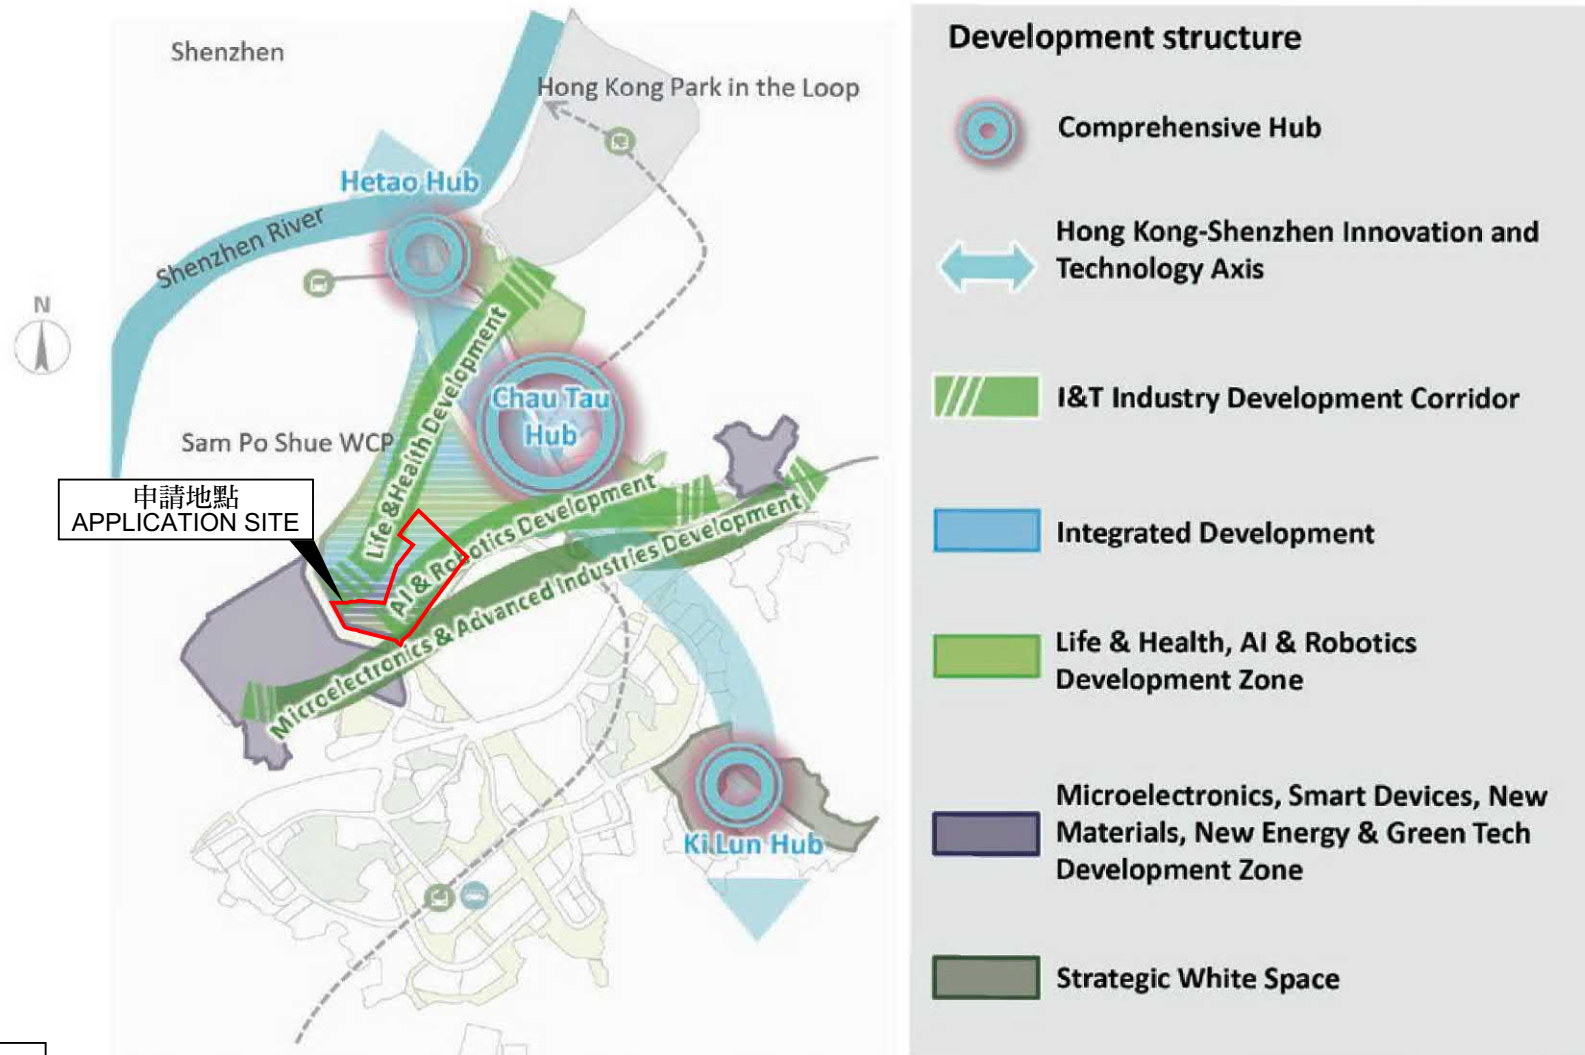 Shenzhen
Hong Kong Park in the Loop
Hetao Hub
Shenzhen River
N
Life & Health Development
Chau Tau
Hub
Sam Po Shue WCP
申請地點
APPLICATION SITE
AI & Robotics Development
Microelectronics & Advanced Industries Development
Ki Lun Hub
Development structure
Comprehensive Hub
Hong Kong-Shenzhen Innovation and
Technology Axis
I&T Industry Development Corridor
Integrated Development
Life & Health, AI & Robotics
Development Zone
Microelectronics, Smart Devices, New
Materials, New Energy & Green Tech
Development Zone
Strategic White Space